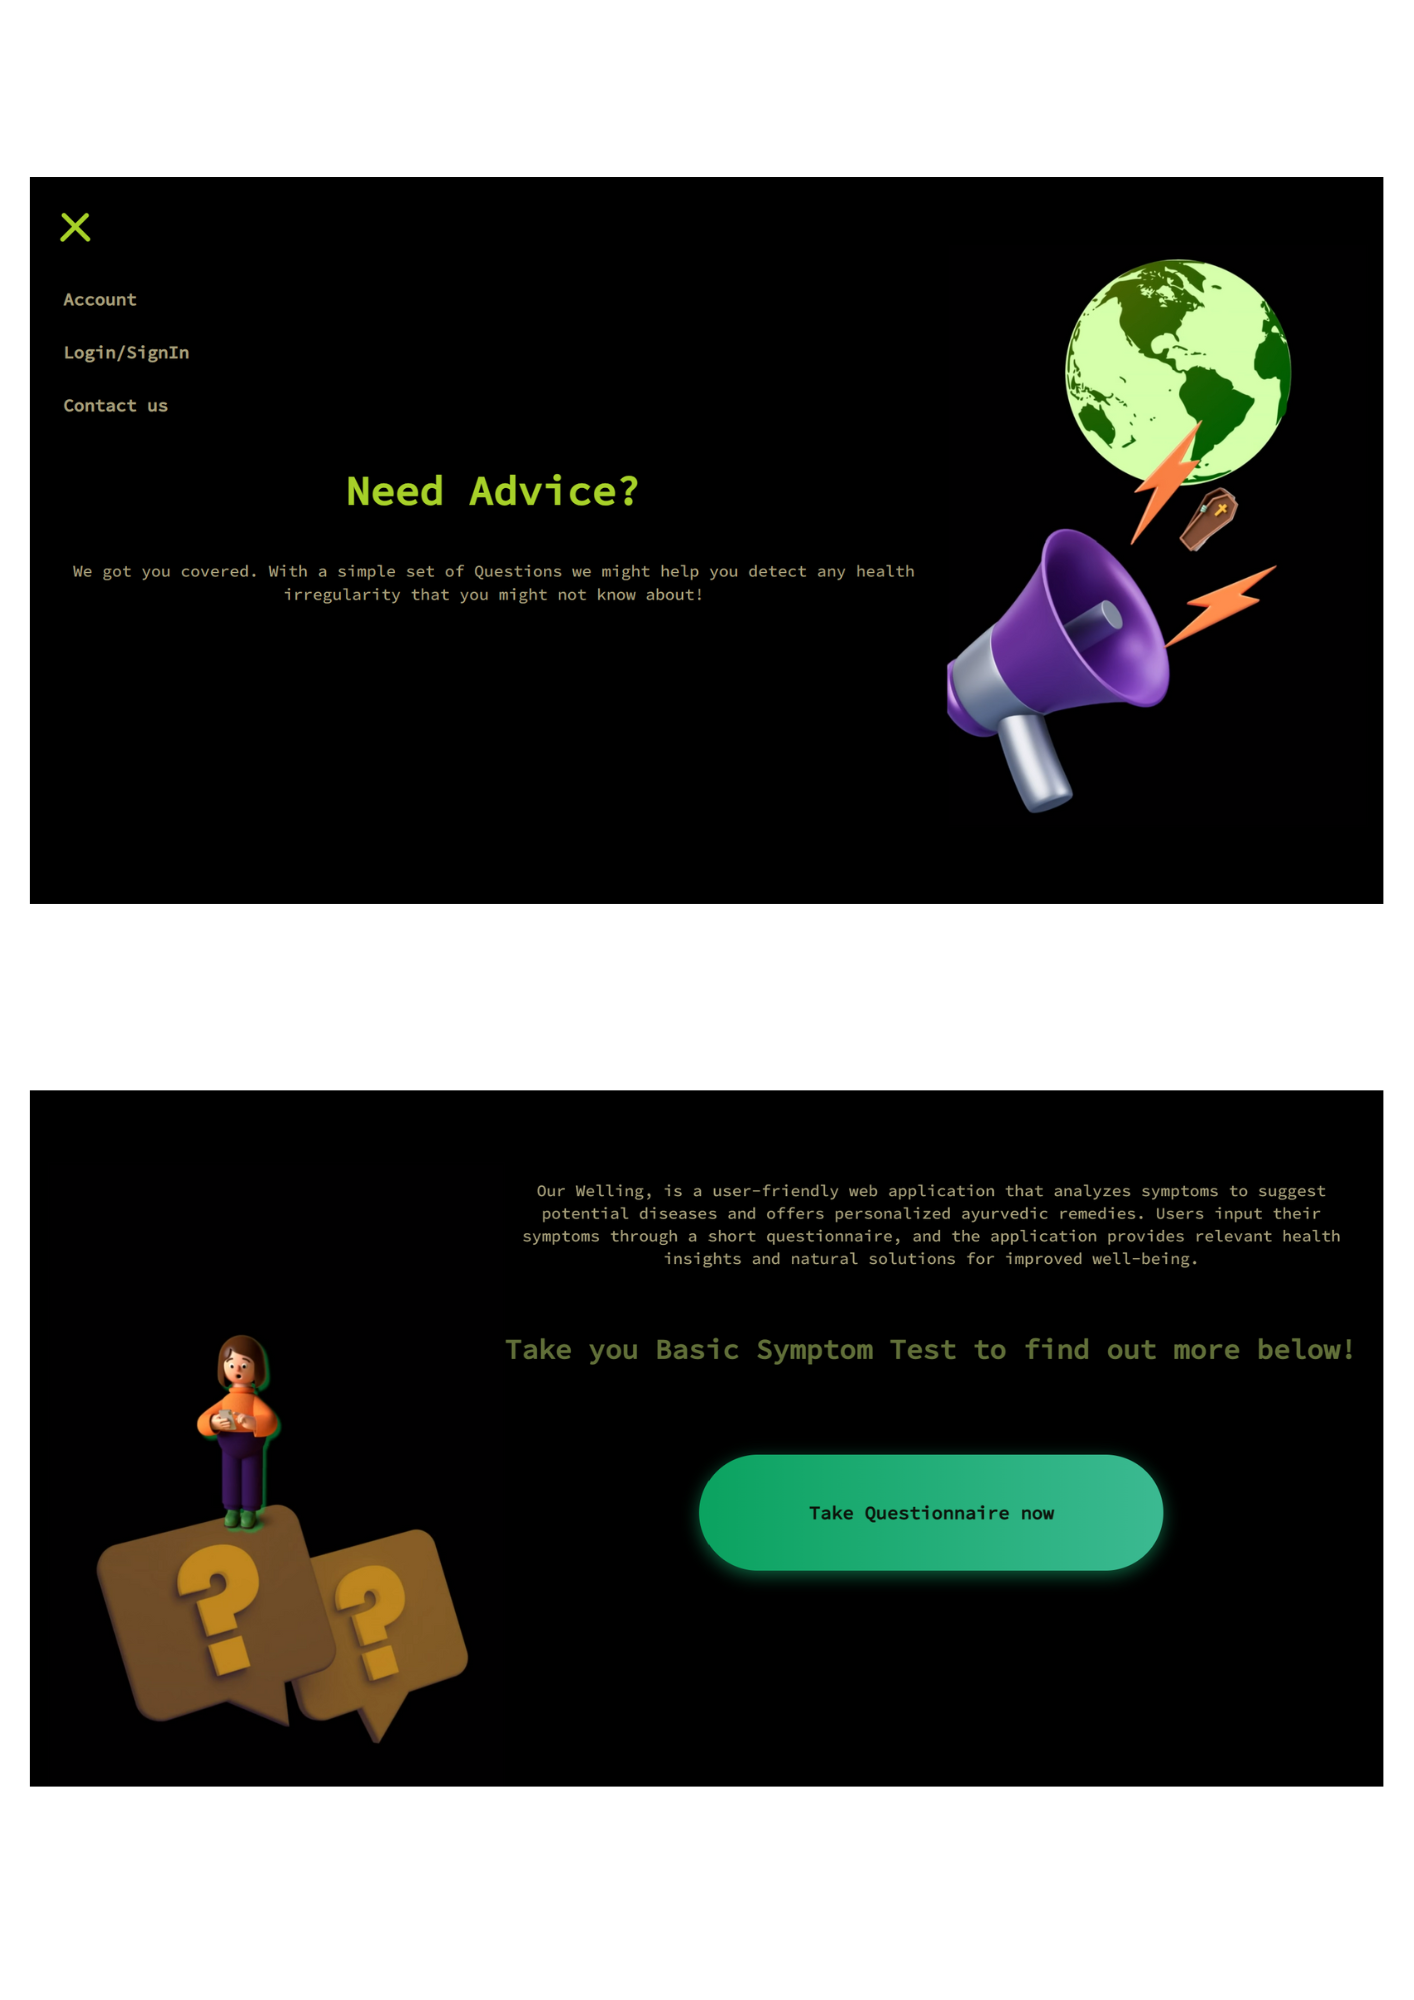 Account
Login/SignIn
Contact us
Need Advice?
We got you covered. With a simple set of Questions we might help you detect any health
irregularity that you might not know about!
Our Welling, is a user-friendly web application that analyzes symptoms to suggest
potential diseases and offers personalized ayurvedic remedies. Users input their
symptoms through a short questionnaire, and the application provides relevant health
insights and natural solutions for improved well-being.
Take you Basic Symptom Test to find out more below!
Take Questionnaire now
? ?